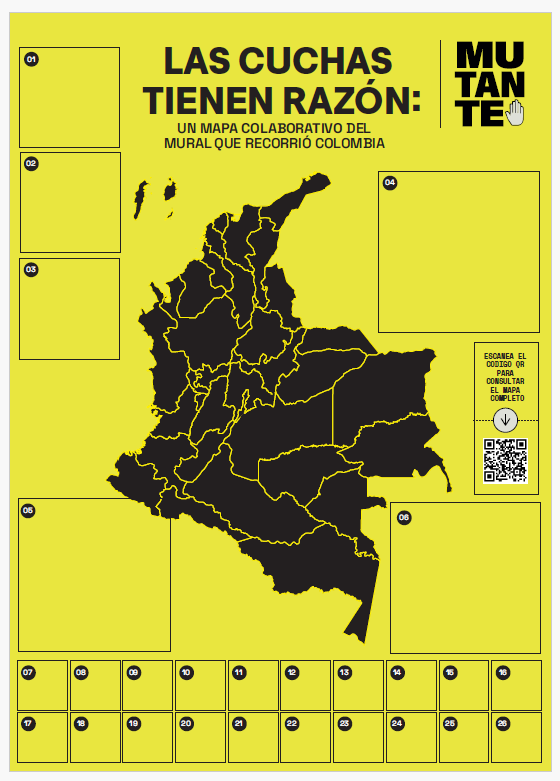 01
LAS CUCHAS
TIENEN RAZÓN:
UN MAPA COLABORATIVO DEL
MURAL QUE RECORRIÓ COLOMBIA
MU
TAN
TE
02
03
04
ESCANEA EL
CODIGO QR
PARA
CONSULTAR
EL MAPA
COMPLETO
05
06
07 08 09 10 11 12 13 14 15 16
17 18 19 20 21 22 23 24 25 26